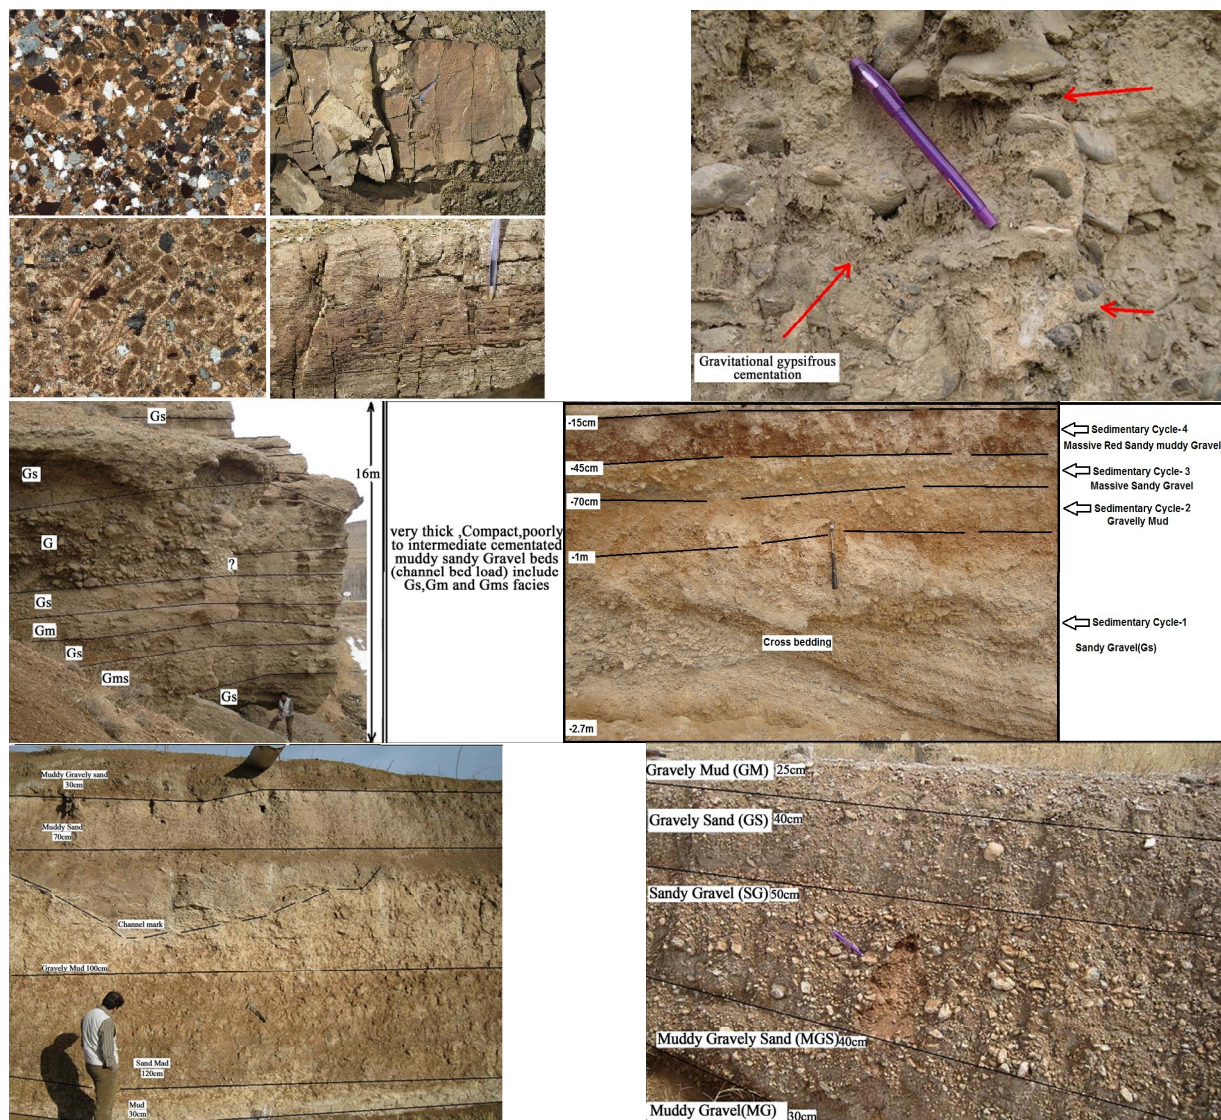 Gravitational gypsifrous
cementation
Gs
Gs
G
?
Gs
Gm
Gs
Gms
Gs
16m
very thick ,Compact,poorly
to intermediate cementated
muddy sandy Gravel beds
(channel bed load) include
Gs,Gm and Gms facies
-15cm
-45cm
-70cm
-1m
-2.7m
Cross bedding
Sedimentary Cycle-4
Massive Red Sandy muddy Gravel
Sedimentary Cycle-3
Massive Sandy Gravel
Sedimentary Cycle-2
Gravelly Mud
Sedimentary Cycle-1
Sandy Gravel(Gs)
Muddy Gravely sand
30cm
Muddy Sand
70cm
Channel mark
Gravely Mud 100cm
Sand Mad
120cm
Mud
30cm
Gravely Mud (GM) 25cm
Gravely Sand (GS) 40cm
Sandy Gravel (SG) 50cm
Muddy Gravely Sand (MGS) 40cm
Muddy Gravel(MG) 30cm